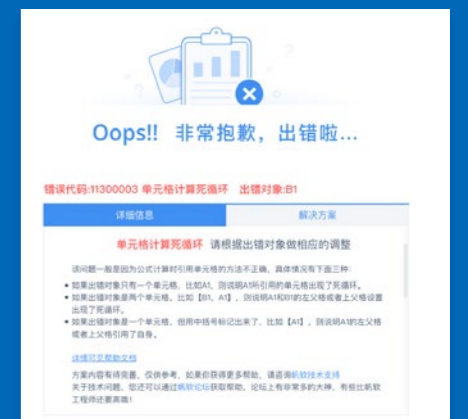 Oops!! 非常抱歉，出错啦...
错误代码:11300003 单元格计算死循环 出错对象:B1
详细信息 解决方案
单元格计算死循环 请根据出错对象做相应的调整
该问题一般是因为公式计算时引用单元格的方法不正确，具体情况有下面三种：
• 如果出错对象只有一个单元格，比如A1，则说明A1所引用的单元格出现了死循环。
• 如果出错对象是两个单元格，比如【B1，A1】，则说明A1和B1的左父格或者上父格设置
出现了死循环。
• 如果出错对象是一个单元格，但用中括号标记出来了，比如【A1】，则说明A1的左父格
或者上父格引用了自身。
详情可见帮助文档
方案内容有待完善，仅供参考，如果你获得更多帮助，请咨询帆软技术支持
关于技术问题，您还可以通过帆软论坛获取帮助，论坛上有非常多的大神，有些比帆软
工程师还要高端！